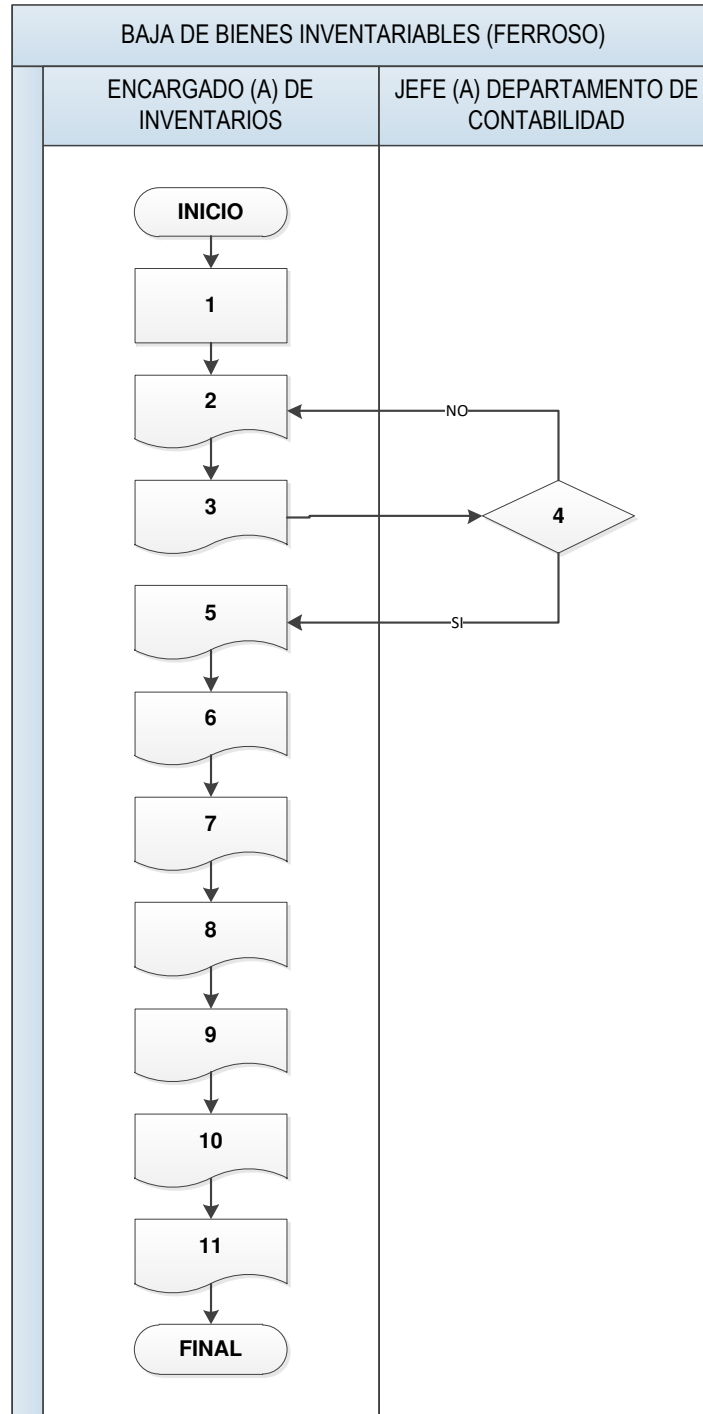 BAJA DE BIENES INVENTARIABLES (FERROSO)
ENCARGADO (A) DE
INVENTARIOS
JEFE (A) DEPARTAMENTO DE
CONTABILIDAD
INICIO
1
2
NO
3
4
5
SI
6
7
8
9
10
11
FINAL